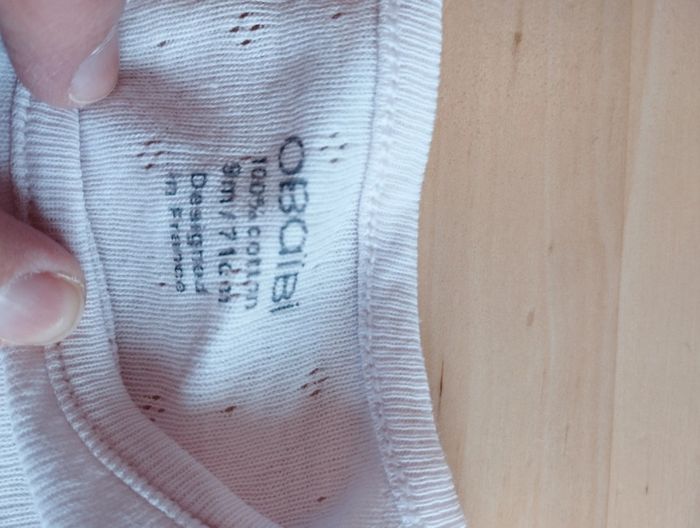 OBaïBi
100% cotton
9m/71cm
Designed
in France